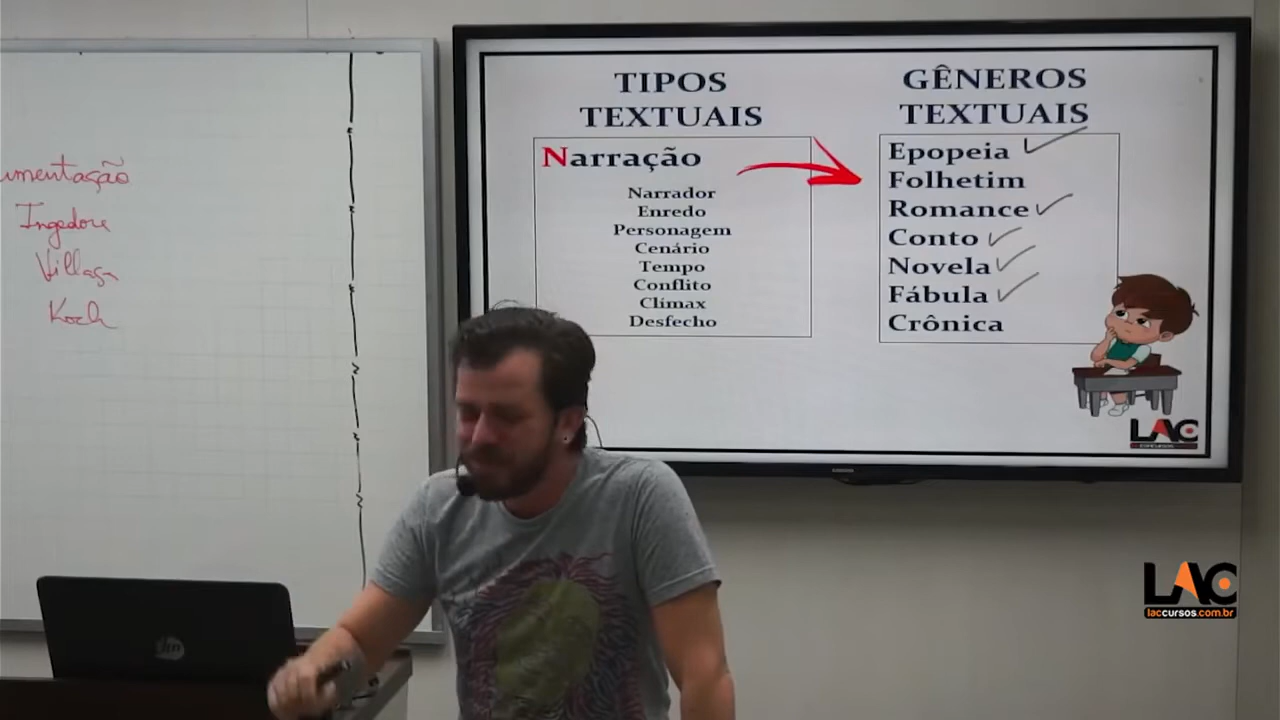 umentação
Ingedore
Villaça
Koch
TIPOS
TEXTUAIS
Narração
Narrador
Enredo
Personagem
Cenário
Tempo
Conflito
Clímax
Desfecho
GÊNEROS
TEXTUAIS
Epopeia
Folhetim
Romance
Conto
Novela
Fábula
Crônica
LAC
LAC
laccursos.com.br